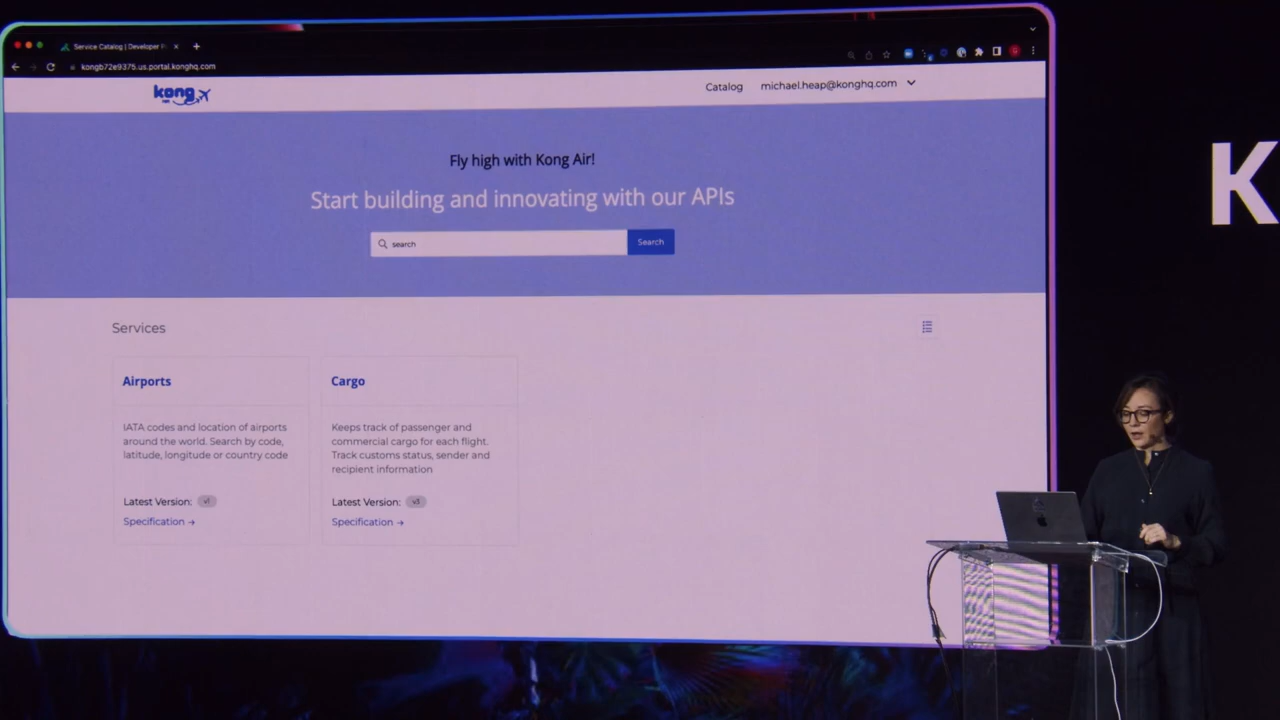 Service Catalog | Developer P
kongb72e9375.us.portal.konghq.com
kong
Catalog
michael.heap@konghq.com
Fly high with Kong Air!
Start building and innovating with our APIs
search
Search
Services
Airports
IATA codes and location of airports
around the world. Search by code,
latitude, longitude or country code
Latest Version: v1
Specification →
Cargo
Keeps track of passenger and
commercial cargo for each flight.
Track customs status, sender and
recipient information
Latest Version: v3
Specification →
K